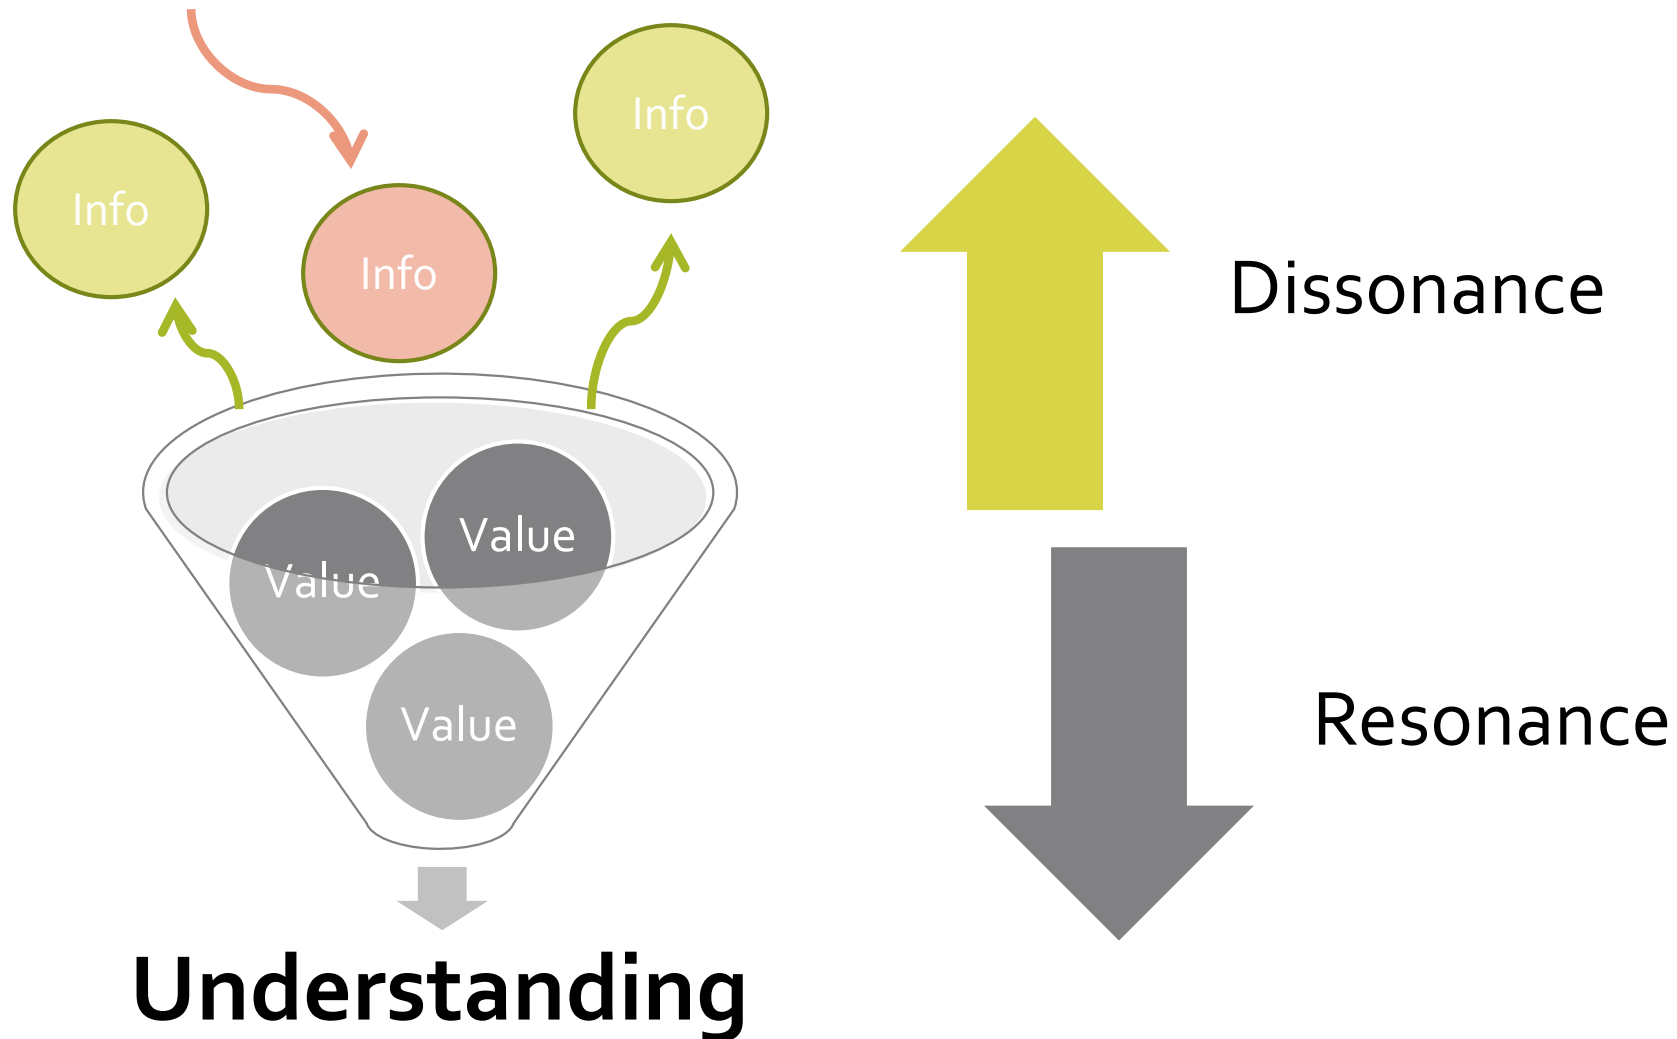 Info
Info
Info
Value
Value
Value
Understanding
Dissonance
Resonance